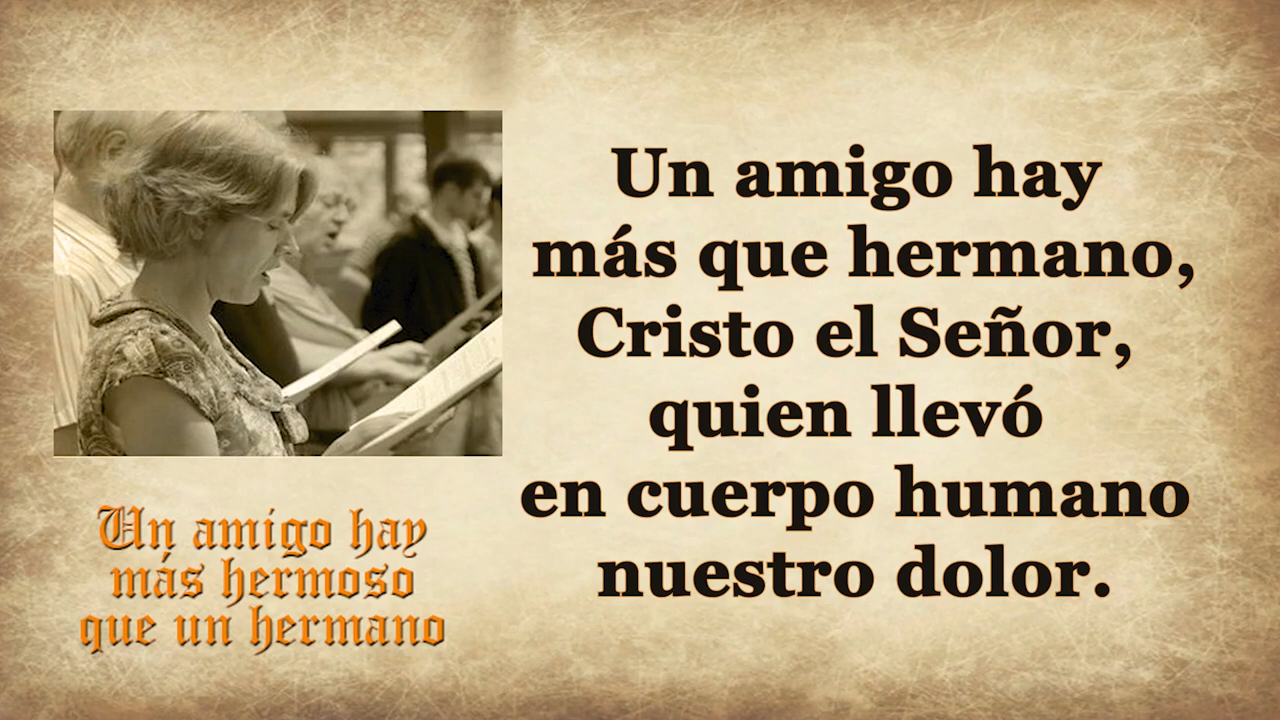 Un amigo hay
más que hermano,
Cristo el Señor,
quien llevó
en cuerpo humano
nuestro dolor.
Un amigo hay
más hermoso
que un hermano